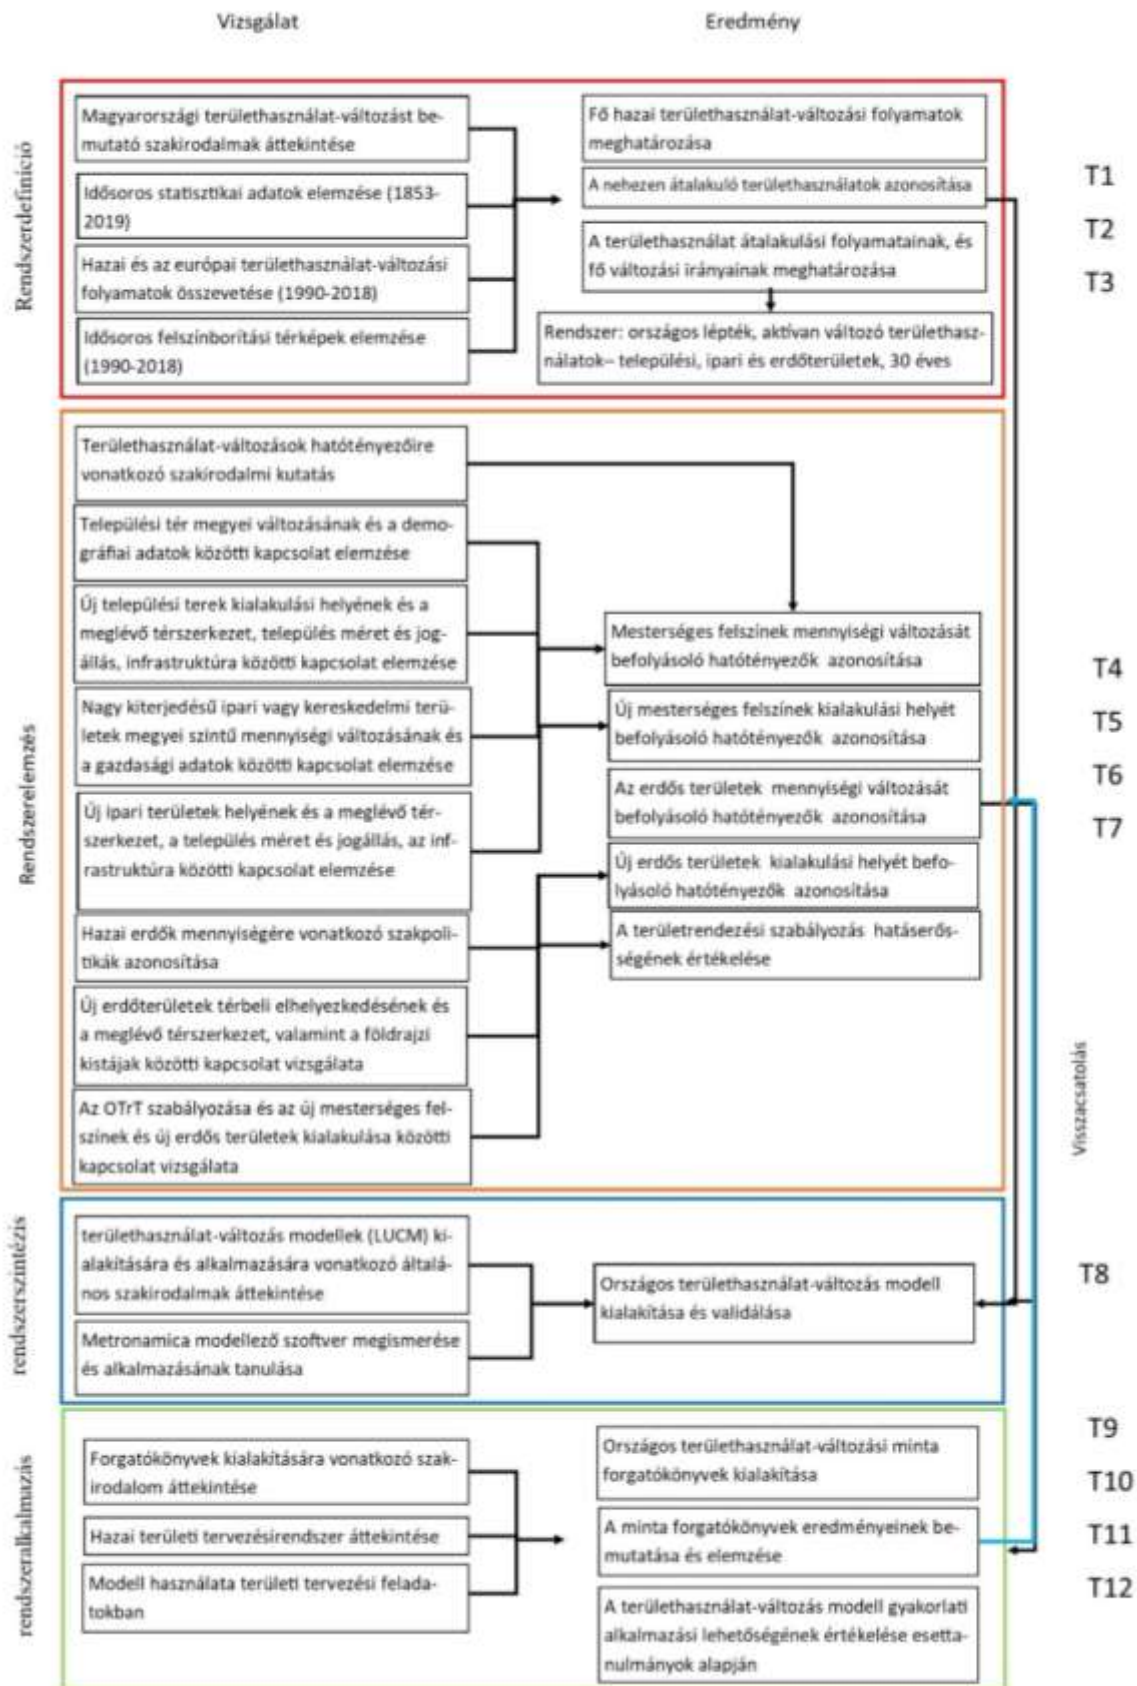 Vizsgálat
Eredmény
Rendszerdefiníció
Magyarországi területhasználat-változást be-
mutató szakirodalmak áttekintése
Idősoros statisztikai adatok elemzése (1853-
2019)
Hazai és az európai területhasználat-változási
folyamatok összevetése (1990-2018)
Idősoros felszínborítási térképek elemzése
(1990-2018)
Fő hazai területhasználat-változási folyamatok
meghatározása
A nehezen átalakuló területhasználatok azonosítása
A területhasználat átalakulási folyamatainak, és
fő változási irányainak meghatározása
Rendszer: országos lépték, aktívan változó területhasz-
nálatok– települési, ipari és erdőterületek, 30 éves
T1
T2
T3
Rendszerelemzés
Területhasználat-változások hatótényezőire
vonatkozó szakirodalmi kutatás
Települési tér megyei változásának és a demo-
gráfiai adatok közötti kapcsolat elemzése
Új települési terek kialakulási helyének és a
meglévő térszerkezet, település méret és jog-
állás, infrastruktúra közötti kapcsolat elemzése
Nagy kiterjedésű ipari vagy kereskedelmi terü-
letek megyei szintű mennyiségi változásának és
a gazdasági adatok közötti kapcsolat elemzése
Új ipari területek helyének és a meglévő tér-
szerkezet, a település méret és jogállás, az inf-
rastruktúra közötti kapcsolat elemzése
Hazai erdők mennyiségére vonatkozó szakpoli-
tikák azonosítása
Új erdőterületek térbeli elhelyezkedésének és
a meglévő térszerkezet, valamint a földrajzi
kistájak közötti kapcsolat vizsgálata
Az OTrT szabályozása és az új mesterséges fel-
színek és új erdős területek kialakulása közötti
kapcsolat vizsgálata
Mesterséges felszínek mennyiségi változását
befolyásoló hatótényezők azonosítása
Új mesterséges felszínek kialakulási helyét
befolyásoló hatótényezők azonosítása
Az erdős területek mennyiségi változását
befolyásoló hatótényezők azonosítása
Új erdős területek kialakulási helyét befo-
lyásoló hatótényezők azonosítása
A területrendezési szabályozás hatáserős-
ségének értékelése
T4
T5
T6
T7
Visszacsatolás
rendszerszintézis
területhasználat-változás modellek (LUCM) ki-
alakítására és alkalmazására vonatkozó általá-
nos szakirodalmak áttekintése
Metronamica modellező szoftver megismerése
és alkalmazásának tanulása
Országos területhasználat-változás modell
kialakítása és validálása
T8
rendszeralkalmazás
Forgatókönyvek kialakítására vonatkozó szak-
irodalom áttekintése
Hazai területi tervezésirendszer áttekintése
Modell használata területi tervezési felada-
tokban
Országos területhasználat-változási minta
forgatókönyvek kialakítása
A minta forgatókönyvek eredményeinek be-
mutatása és elemzése
A területhasználat-változás modell gyakorlati
alkalmazási lehetőségének értékelése esetta-
nulmányok alapján
T9
T10
T11
T12